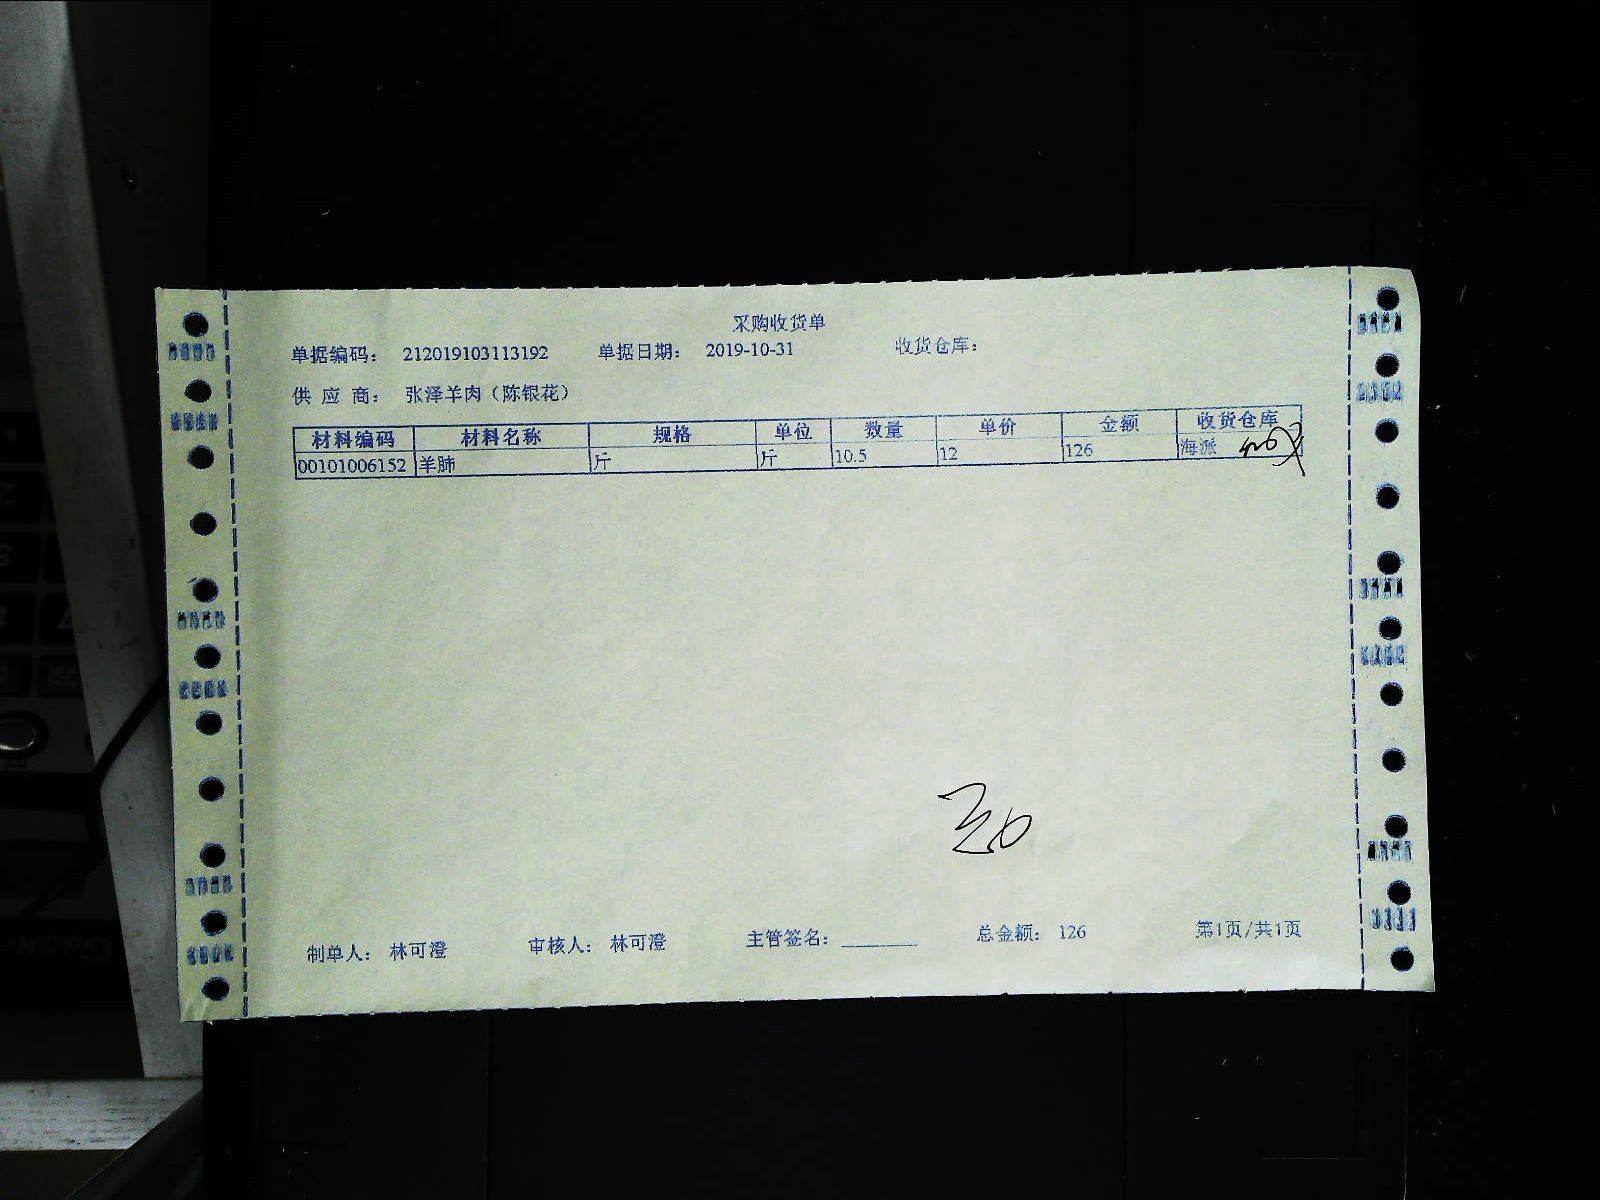 采购收货单
单据编码： 212019103113192 单据日期： 2019-10-31 收货仓库：
供 应 商： 张泽羊肉（陈银花）
材料编码 材料名称 规格 单位 数量 单价 金额 收货仓库
00101006152 羊肺 斤 斤 10.5 12 126 海派
制单人： 林可澄 审核人： 林可澄 主管签名： 总金额： 126 第1页/共1页